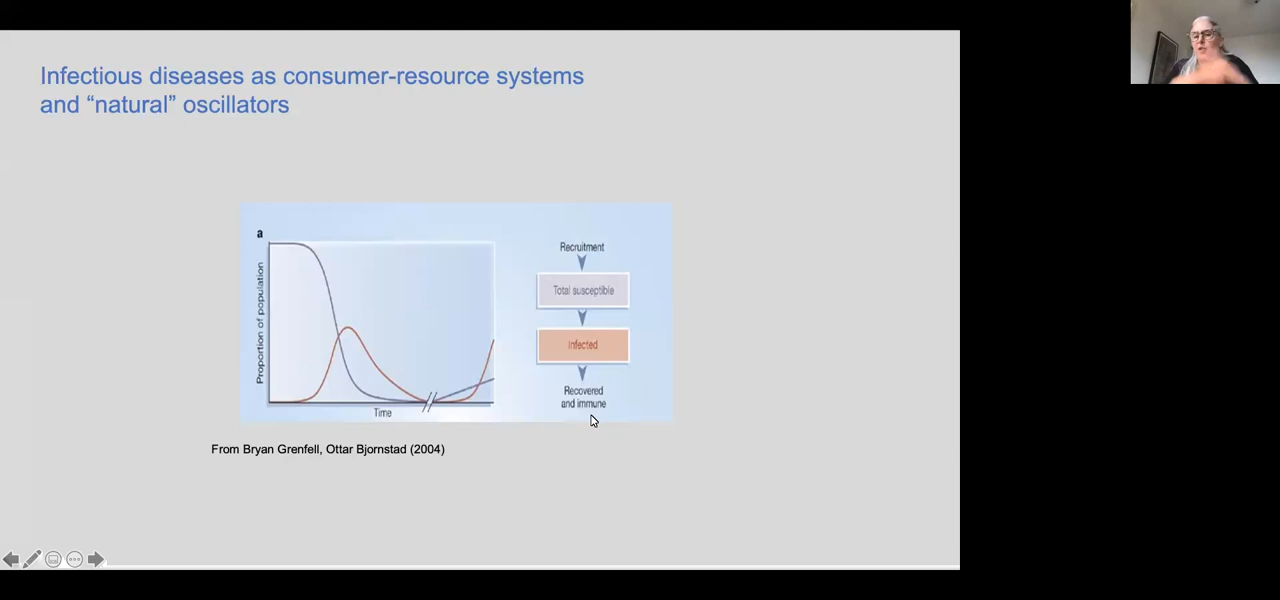 Infectious diseases as consumer-resource systems
and “natural” oscillators
a
Proportion of population
Time
Recruitment
Total susceptible
Infected
Recovered
and immune
From Bryan Grenfell, Ottar Bjornstad (2004)